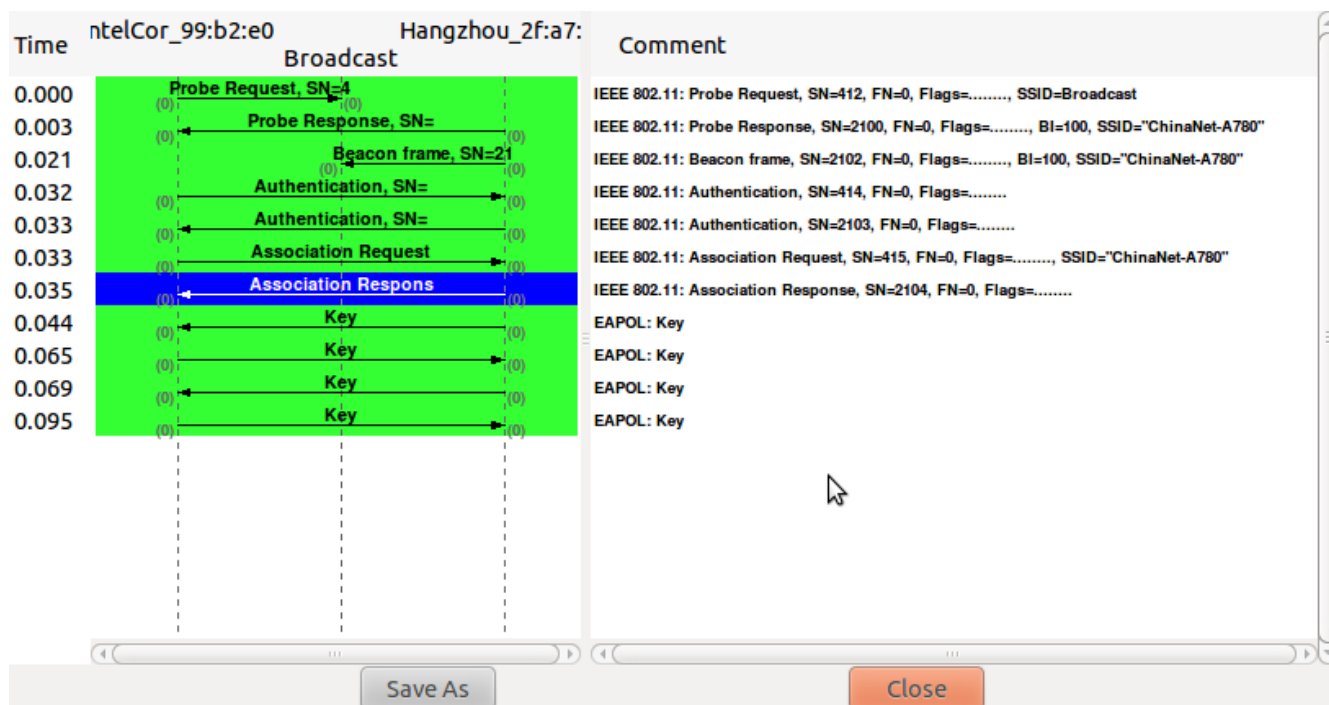 Time ntelCor_99:b2:e0 Hangzhou_2f:a7: Comment
Broadcast
0.000 Probe Request, SN=4 (0) (0) IEEE 802.11: Probe Request, SN=412, FN=0, Flags=........, SSID=Broadcast
0.003 Probe Response, SN= (0) (0) IEEE 802.11: Probe Response, SN=2100, FN=0, Flags=........, BI=100, SSID="ChinaNet-A780"
0.021 Beacon frame, SN=21 (0) (0) IEEE 802.11: Beacon frame, SN=2102, FN=0, Flags=........, BI=100, SSID="ChinaNet-A780"
0.032 Authentication, SN= (0) (0) IEEE 802.11: Authentication, SN=414, FN=0, Flags=........
0.033 Authentication, SN= (0) (0) IEEE 802.11: Authentication, SN=2103, FN=0, Flags=........
0.033 Association Request (0) (0) IEEE 802.11: Association Request, SN=415, FN=0, Flags=........, SSID="ChinaNet-A780"
0.035 Association Respons (0) (0) IEEE 802.11: Association Response, SN=2104, FN=0, Flags=........
0.044 Key (0) (0) EAPOL: Key
0.065 Key (0) (0) EAPOL: Key
0.069 Key (0) (0) EAPOL: Key
0.095 Key (0) (0) EAPOL: Key
Save As Close